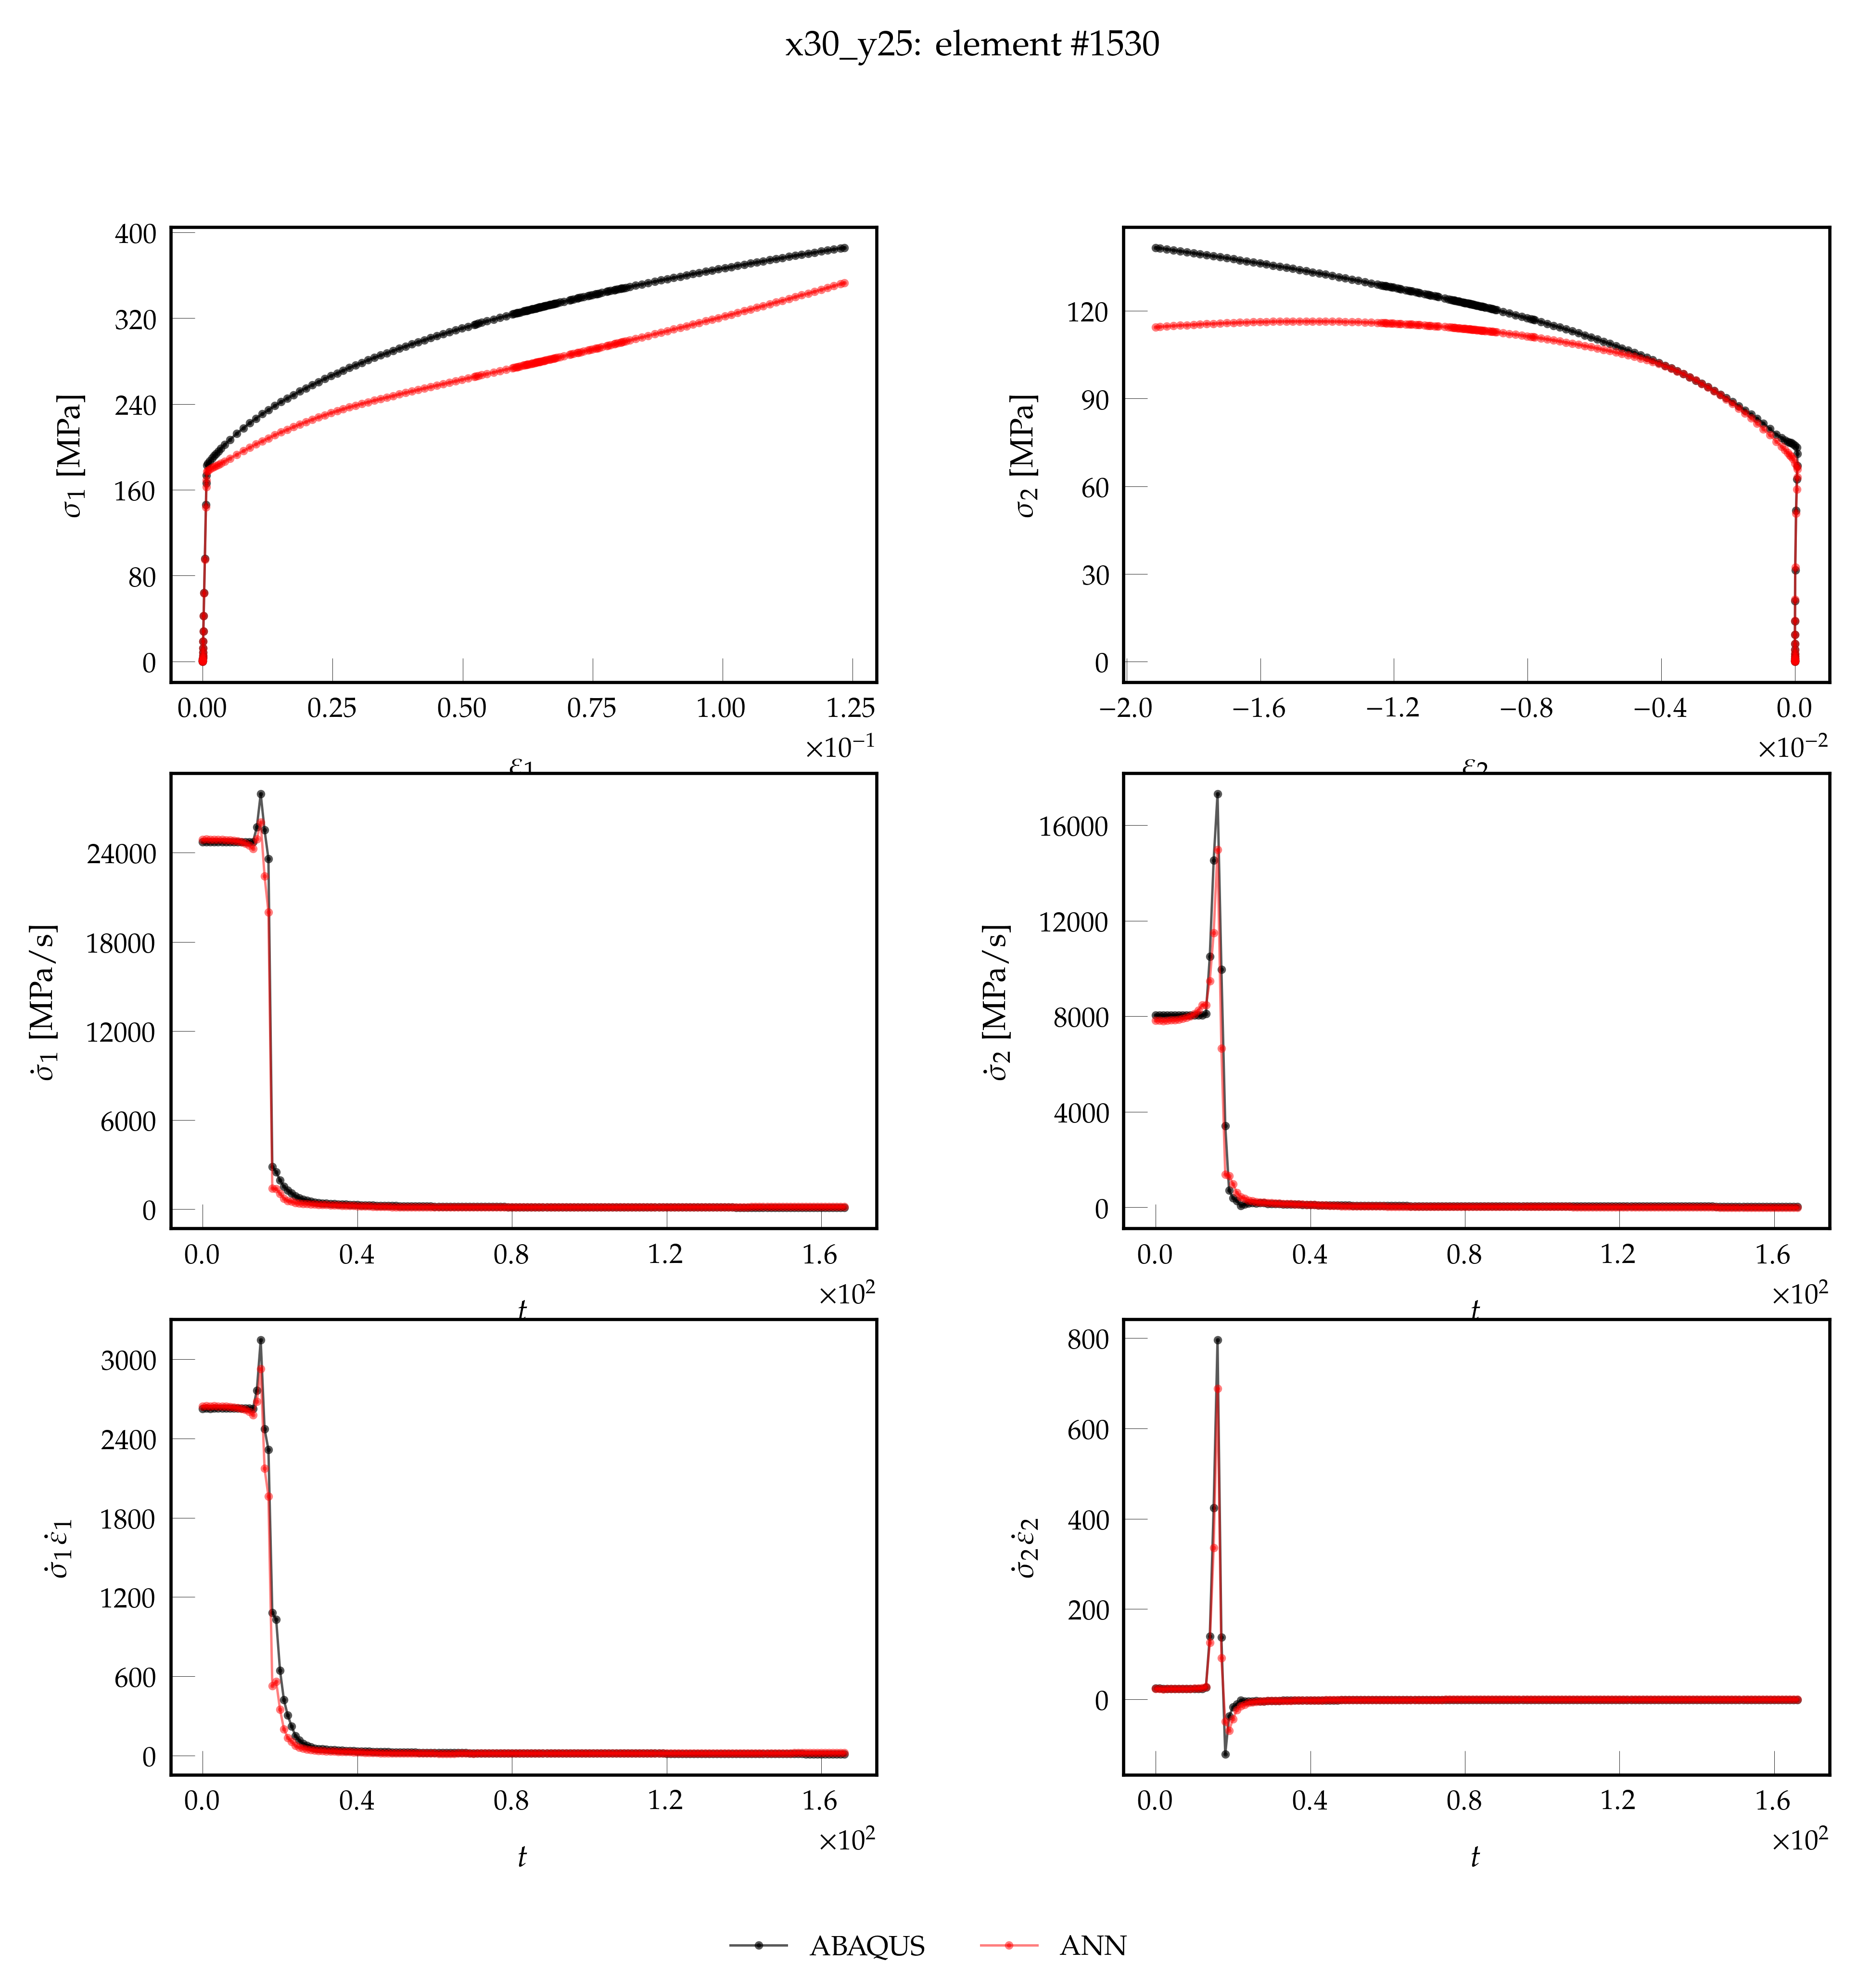 x30_y25: element #1530
σ1 [MPa]
400
320
240
160
80
0
0.00 0.25 0.50 0.75 1.00 1.25
×10−1
ε1
σ2 [MPa]
120
90
60
30
0
−2.0 −1.6 −1.2 −0.8 −0.4 0.0
×10−2
ε2
σ̇1 [MPa/s]
24000
18000
12000
6000
0
0.0 0.4 0.8 1.2 1.6
×10²
t
σ̇2 [MPa/s]
16000
12000
8000
4000
0
0.0 0.4 0.8 1.2 1.6
×10²
t
σ̇1ε̇1
3000
2400
1800
1200
600
0
0.0 0.4 0.8 1.2 1.6
×10²
t
σ̇2ε̇2
800
600
400
200
0
0.0 0.4 0.8 1.2 1.6
×10²
t
ABAQUS ANN